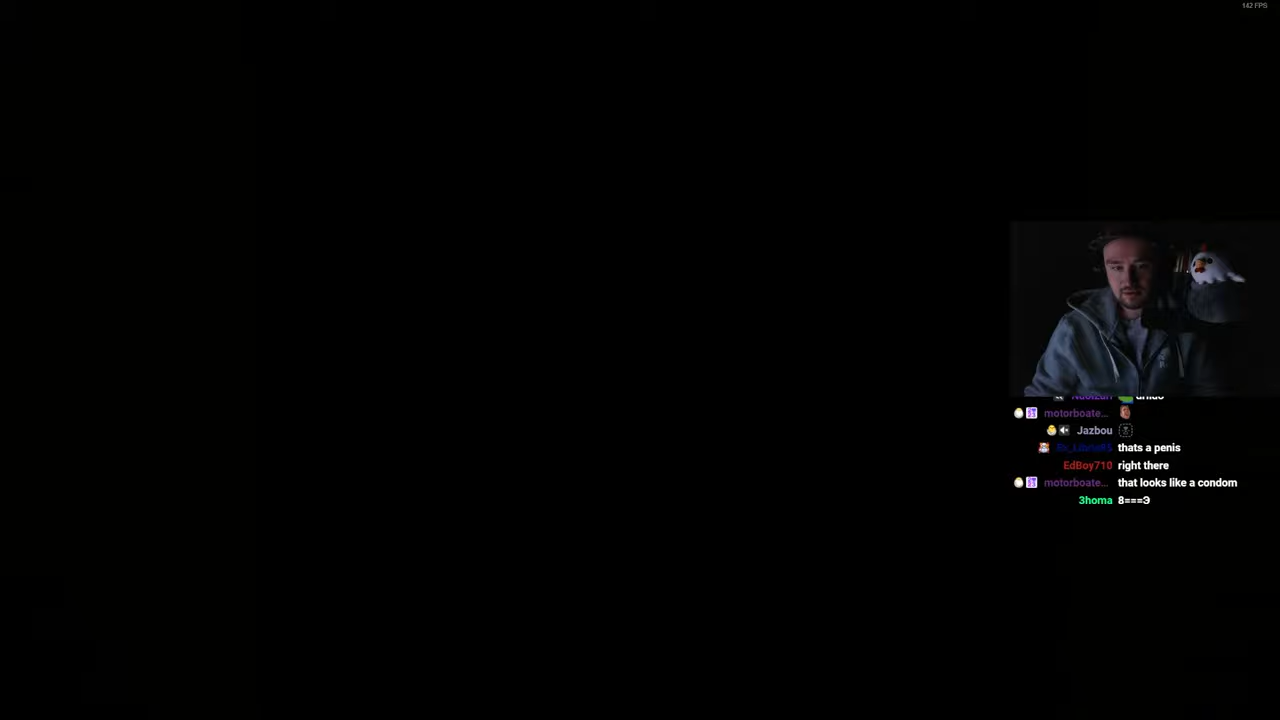 142 FPS
motorboate...
Jazbou
thats a penis
EdBoy710 right there
motorboate... that looks like a condom
3homa 8===Э